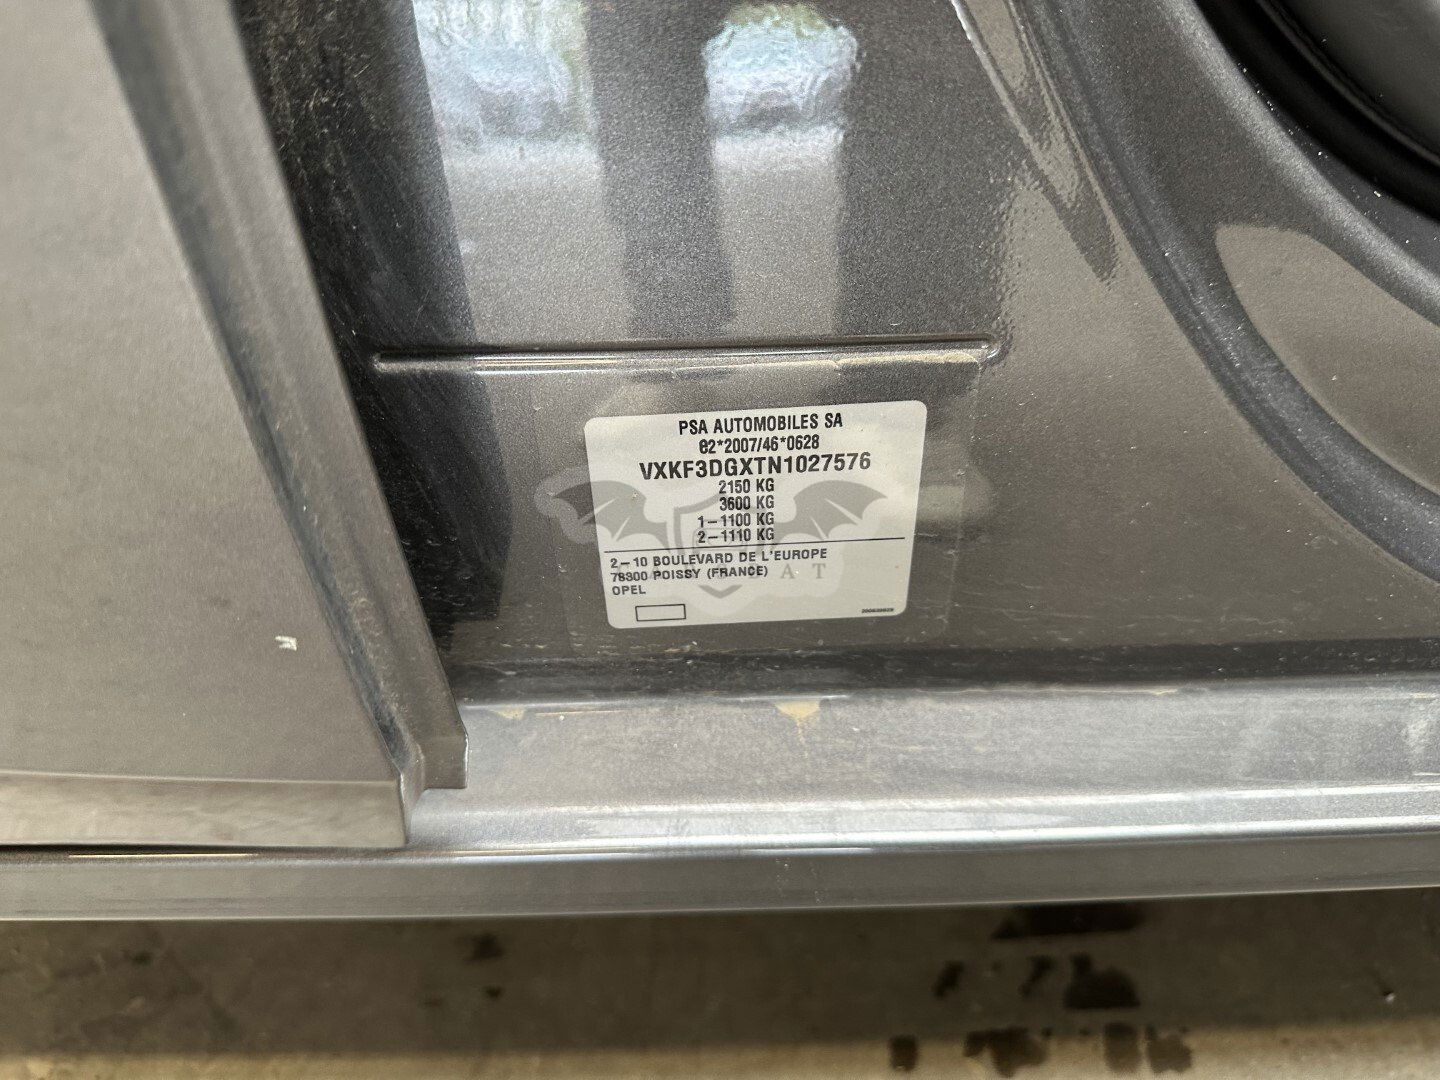 PSA AUTOMOBILES SA
e2*2007/46*0628
VXKF3DGXTN1027576
2150 KG
3600 KG
1-1100 KG
2-1110 KG
2-10 BOULEVARD DE L'EUROPE
78300 POISSY (FRANCE)
OPEL